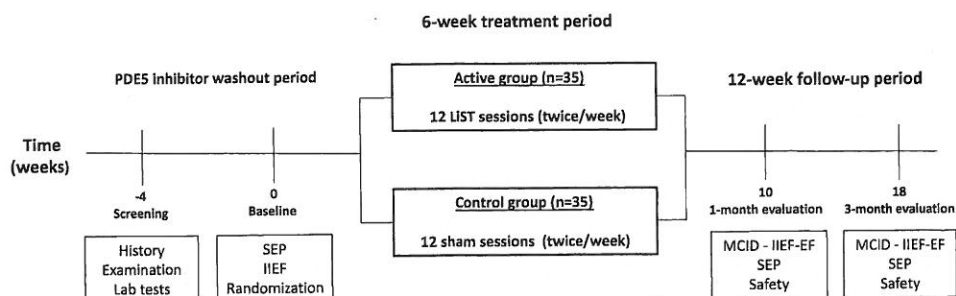 6-week treatment period
PDE5 inhibitor washout period
Active group (n=35)
12 LiST sessions (twice/week)
12-week follow-up period
Time
(weeks)
-4
Screening
0
Baseline
Control group (n=35)
12 sham sessions (twice/week)
10
1-month evaluation
18
3-month evaluation
History
Examination
Lab tests
SEP
IIEF
Randomization
MCID - IIEF-EF
SEP
Safety
MCID - IIEF-EF
SEP
Safety